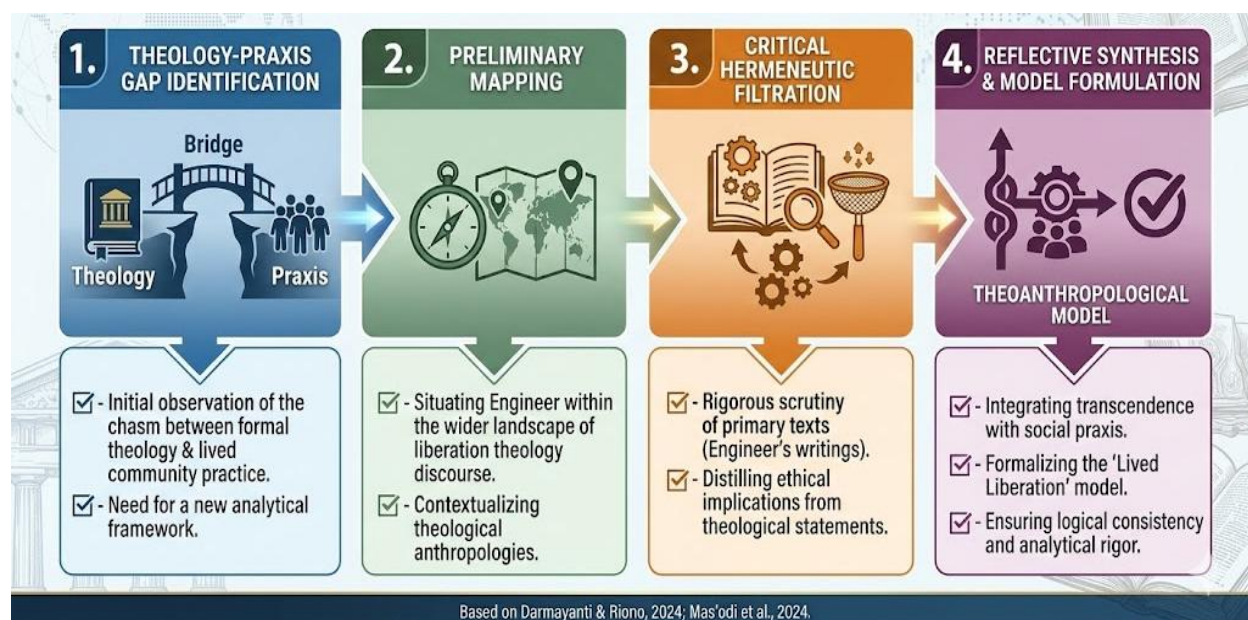 1.
THEOLOGY-PRAXIS
GAP IDENTIFICATION
Bridge
Theology
Praxis
☑ - Initial observation of the
chasm between formal
theology & lived
community practice.
☑ - Need for a new analytical
framework.
2.
PRELIMINARY
MAPPING
☑ - Situating Engineer within
the wider landscape of
liberation theology
discourse.
☑ - Contextualizing
theological
anthropologies.
3.
CRITICAL
HERMENEUTIC
FILTRATION
☑ - Rigorous scrutiny
of primary texts
(Engineer's writings).
☑ - Distilling ethical
implications from
theological statements.
4.
REFLECTIVE SYNTHESIS
& MODEL FORMULATION
THEOANTHROPOLOGICAL
MODEL
☑ - Integrating transcendence
with social praxis.
☑ - Formalizing the 'Lived
Liberation' model.
☑ - Ensuring logical consistency
and analytical rigor.
Based on Darmayanti & Riono, 2024; Mas'odi et al., 2024.